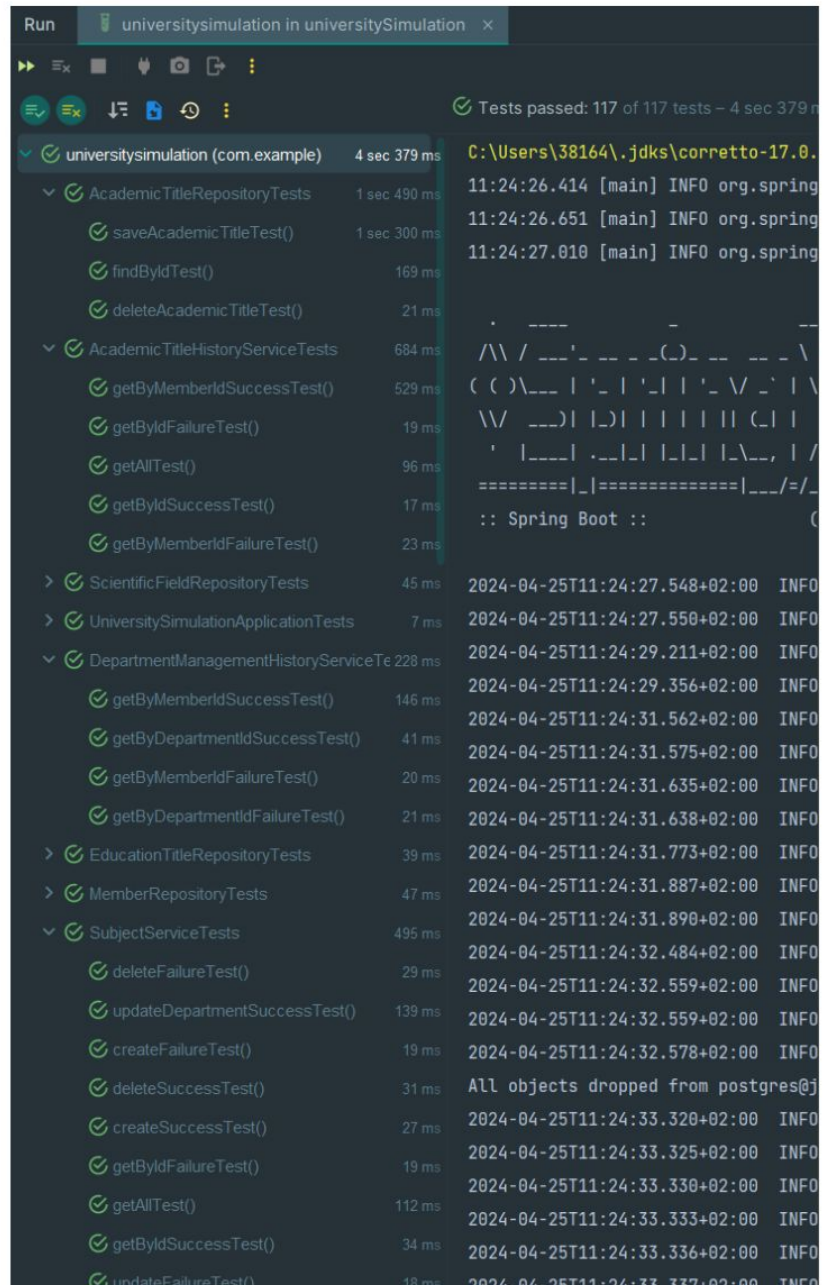 Run universitysimulation in universitySimulation ×
Tests passed: 117 of 117 tests – 4 sec 379 m
universitysimulation (com.example) 4 sec 379 ms
AcademicTitleRepositoryTests 1 sec 490 ms
saveAcademicTitleTest() 1 sec 300 ms
findByIdTest() 169 ms
deleteAcademicTitleTest() 21 ms
AcademicTitleHistoryServiceTests 684 ms
getByMemberIdSuccessTest() 529 ms
getByIdFailureTest() 19 ms
getAllTest() 96 ms
getByIdSuccessTest() 17 ms
getByMemberIdFailureTest() 23 ms
ScientificFieldRepositoryTests 45 ms
UniversitySimulationApplicationTests 7 ms
DepartmentManagementHistoryServiceTe 228 ms
getByMemberIdSuccessTest() 146 ms
getByDepartmentIdSuccessTest() 41 ms
getByMemberIdFailureTest() 20 ms
getByDepartmentIdFailureTest() 21 ms
EducationTitleRepositoryTests 39 ms
MemberRepositoryTests 47 ms
SubjectServiceTests 495 ms
deleteFailureTest() 29 ms
updateDepartmentSuccessTest() 139 ms
createFailureTest() 19 ms
deleteSuccessTest() 31 ms
createSuccessTest() 27 ms
getByIdFailureTest() 19 ms
getAllTest() 112 ms
getByIdSuccessTest() 34 ms
updateFailureTest() 18 ms
C:\Users\38164\.jdks\corretto-17.0.
11:24:26.414 [main] INFO org.spring
11:24:26.651 [main] INFO org.spring
11:24:27.010 [main] INFO org.spring
:: Spring Boot :: (
2024-04-25T11:24:27.548+02:00 INFO
2024-04-25T11:24:27.550+02:00 INFO
2024-04-25T11:24:29.211+02:00 INFO
2024-04-25T11:24:29.356+02:00 INFO
2024-04-25T11:24:31.562+02:00 INFO
2024-04-25T11:24:31.575+02:00 INFO
2024-04-25T11:24:31.635+02:00 INFO
2024-04-25T11:24:31.638+02:00 INFO
2024-04-25T11:24:31.773+02:00 INFO
2024-04-25T11:24:31.887+02:00 INFO
2024-04-25T11:24:31.890+02:00 INFO
2024-04-25T11:24:32.484+02:00 INFO
2024-04-25T11:24:32.559+02:00 INFO
2024-04-25T11:24:32.559+02:00 INFO
2024-04-25T11:24:32.578+02:00 INFO
All objects dropped from postgres@j
2024-04-25T11:24:33.320+02:00 INFO
2024-04-25T11:24:33.325+02:00 INFO
2024-04-25T11:24:33.330+02:00 INFO
2024-04-25T11:24:33.333+02:00 INFO
2024-04-25T11:24:33.336+02:00 INFO
2024-04-25T11:24:33.337+02:00 INFO